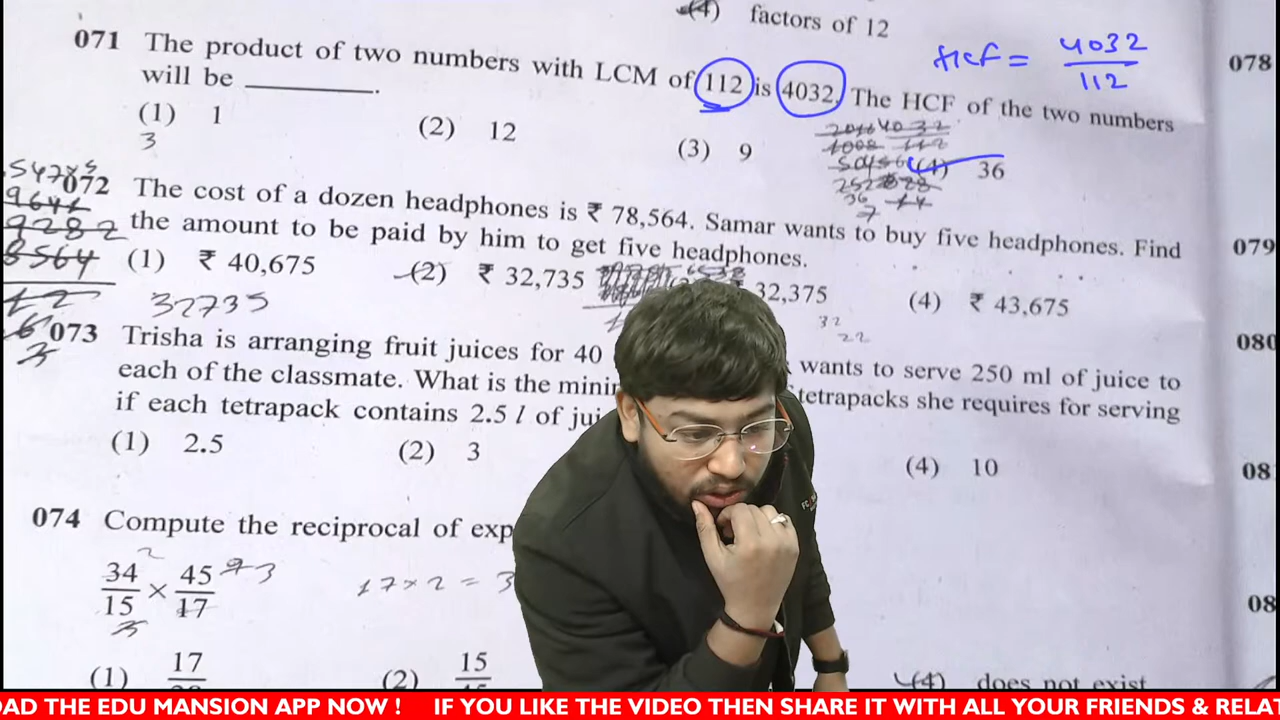 (4) factors of 12
HCF = 4032
112
071 The product of two numbers with LCM of 112 is 4032. The HCF of the two numbers
will be ________.
(1) 1 (2) 12 (3) 9 (4) 36
3
072 The cost of a dozen headphones is ₹ 78,564. Samar wants to buy five headphones. Find
the amount to be paid by him to get five headphones.
(1) ₹ 40,675 (2) ₹ 32,735 32,375 (4) ₹ 43,675
32735
073 Trisha is arranging fruit juices for 40 wants to serve 250 ml of juice to
each of the classmate. What is the tetrapacks she requires for serving
if each tetrapack contains 2.5 l of
(1) 2.5 (2) 3 (4) 10
074 Compute the reciprocal of
34/15 × 45/17
17 × 2 = 3
(1) 17 (2) 15 (4) does not exist
078
079
080
08
08
THE EDU MANSION APP NOW ! IF YOU LIKE THE VIDEO THEN SHARE IT WITH ALL YOUR FRIENDS &